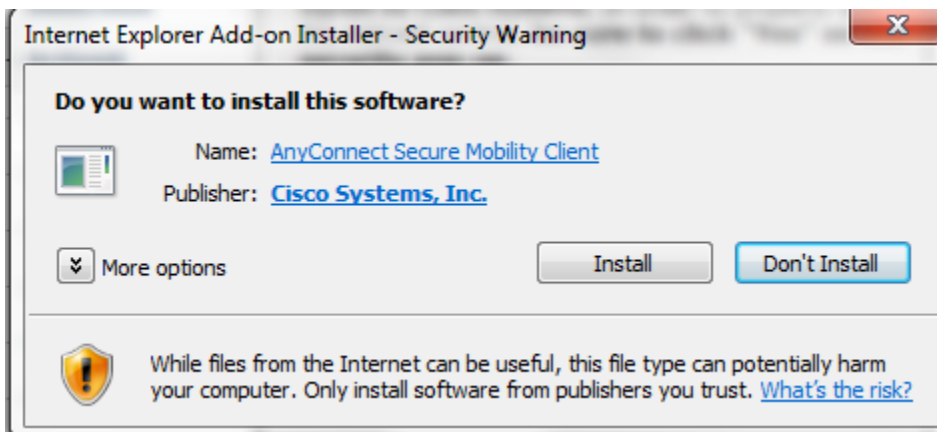 Internet Explorer Add-on Installer - Security Warning
Do you want to install this software?
Name: AnyConnect Secure Mobility Client
Publisher: Cisco Systems, Inc.
More options
Install
Don't Install
While files from the Internet can be useful, this file type can potentially harm
your computer. Only install software from publishers you trust. What's the risk?